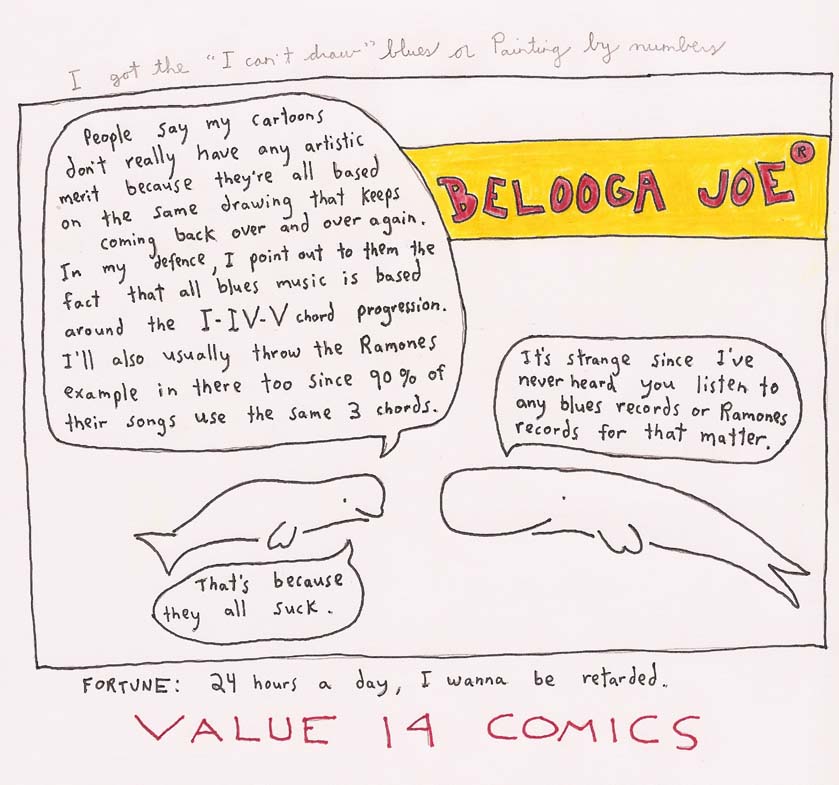 I got the "I can't draw" blues or Painting by numbers
People say my cartoons
don't really have any artistic
merit because they're all based
on the same drawing that keeps
coming back over and over again.
In my defence, I point out to them the
fact that all blues music is based
around the I-IV-V chord progression.
I'll also usually throw the Ramones
example in there too since 90% of
their songs use the same 3 chords.
BELOOGA JOE®
It's strange since I've
never heard you listen to
any blues records or Ramones
records for that matter.
That's because
they all suck.
FORTUNE: 24 hours a day, I wanna be retarded.
VALUE 14 COMICS